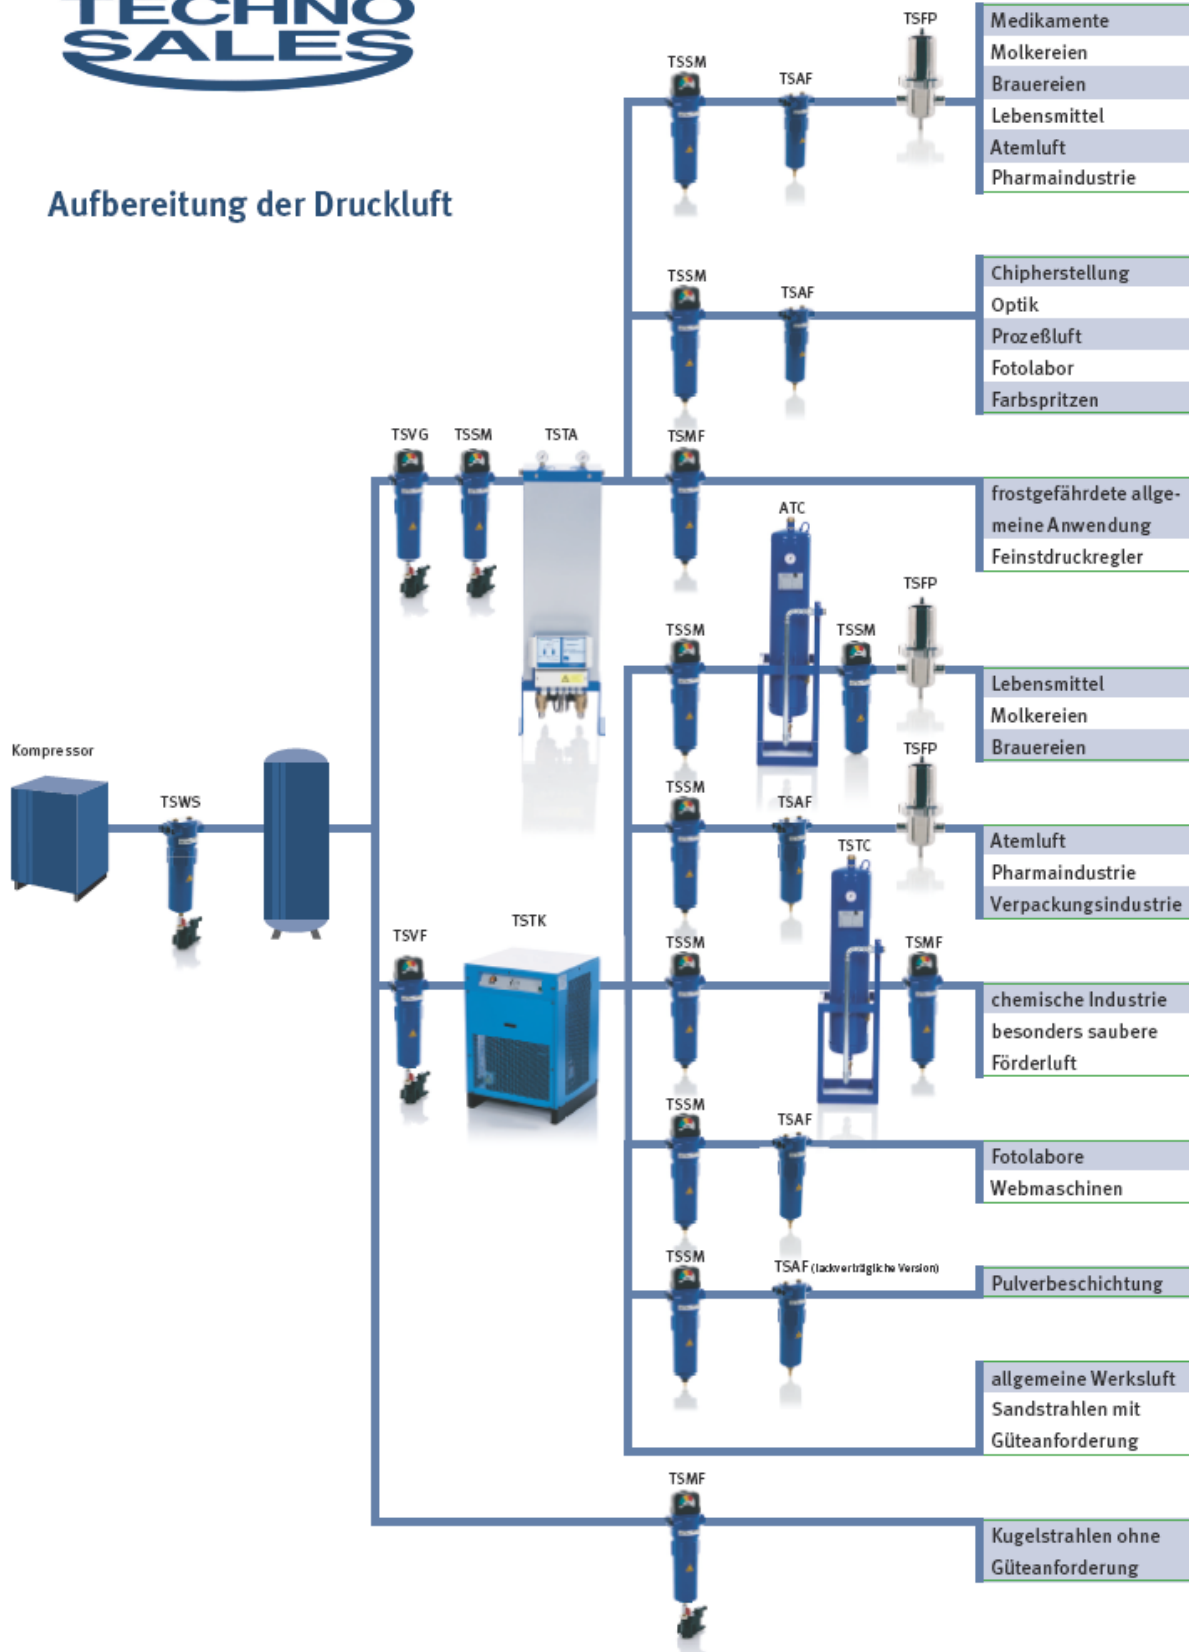 TECHNO
SALES
Aufbereitung der Druckluft
TSSM
TSAF
TSFP
Medikamente
Molkereien
Brauereien
Lebensmittel
Atemluft
Pharmaindustrie
TSSM
TSAF
Chipherstellung
Optik
Prozeßluft
Fotolabor
Farbspritzen
TSVG
TSSM
TSTA
TSMF
frostgefährdete allge-
meine Anwendung
Feinstdruckregler
TSSM
ATC
TSSM
TSFP
Lebensmittel
Molkereien
Brauereien
Kompressor
TSWS
TSSM
TSAF
TSFP
Atemluft
Pharmaindustrie
Verpackungsindustrie
TSVF
TSTK
TSSM
TSTC
TSMF
chemische Industrie
besonders saubere
Förderluft
TSSM
TSAF
Fotolabore
Webmaschinen
TSSM
TSAF (lackverträgliche Version)
Pulverbeschichtung
allgemeine Werksluft
Sandstrahlen mit
Güteanforderung
TSMF
Kugelstrahlen ohne
Güteanforderung